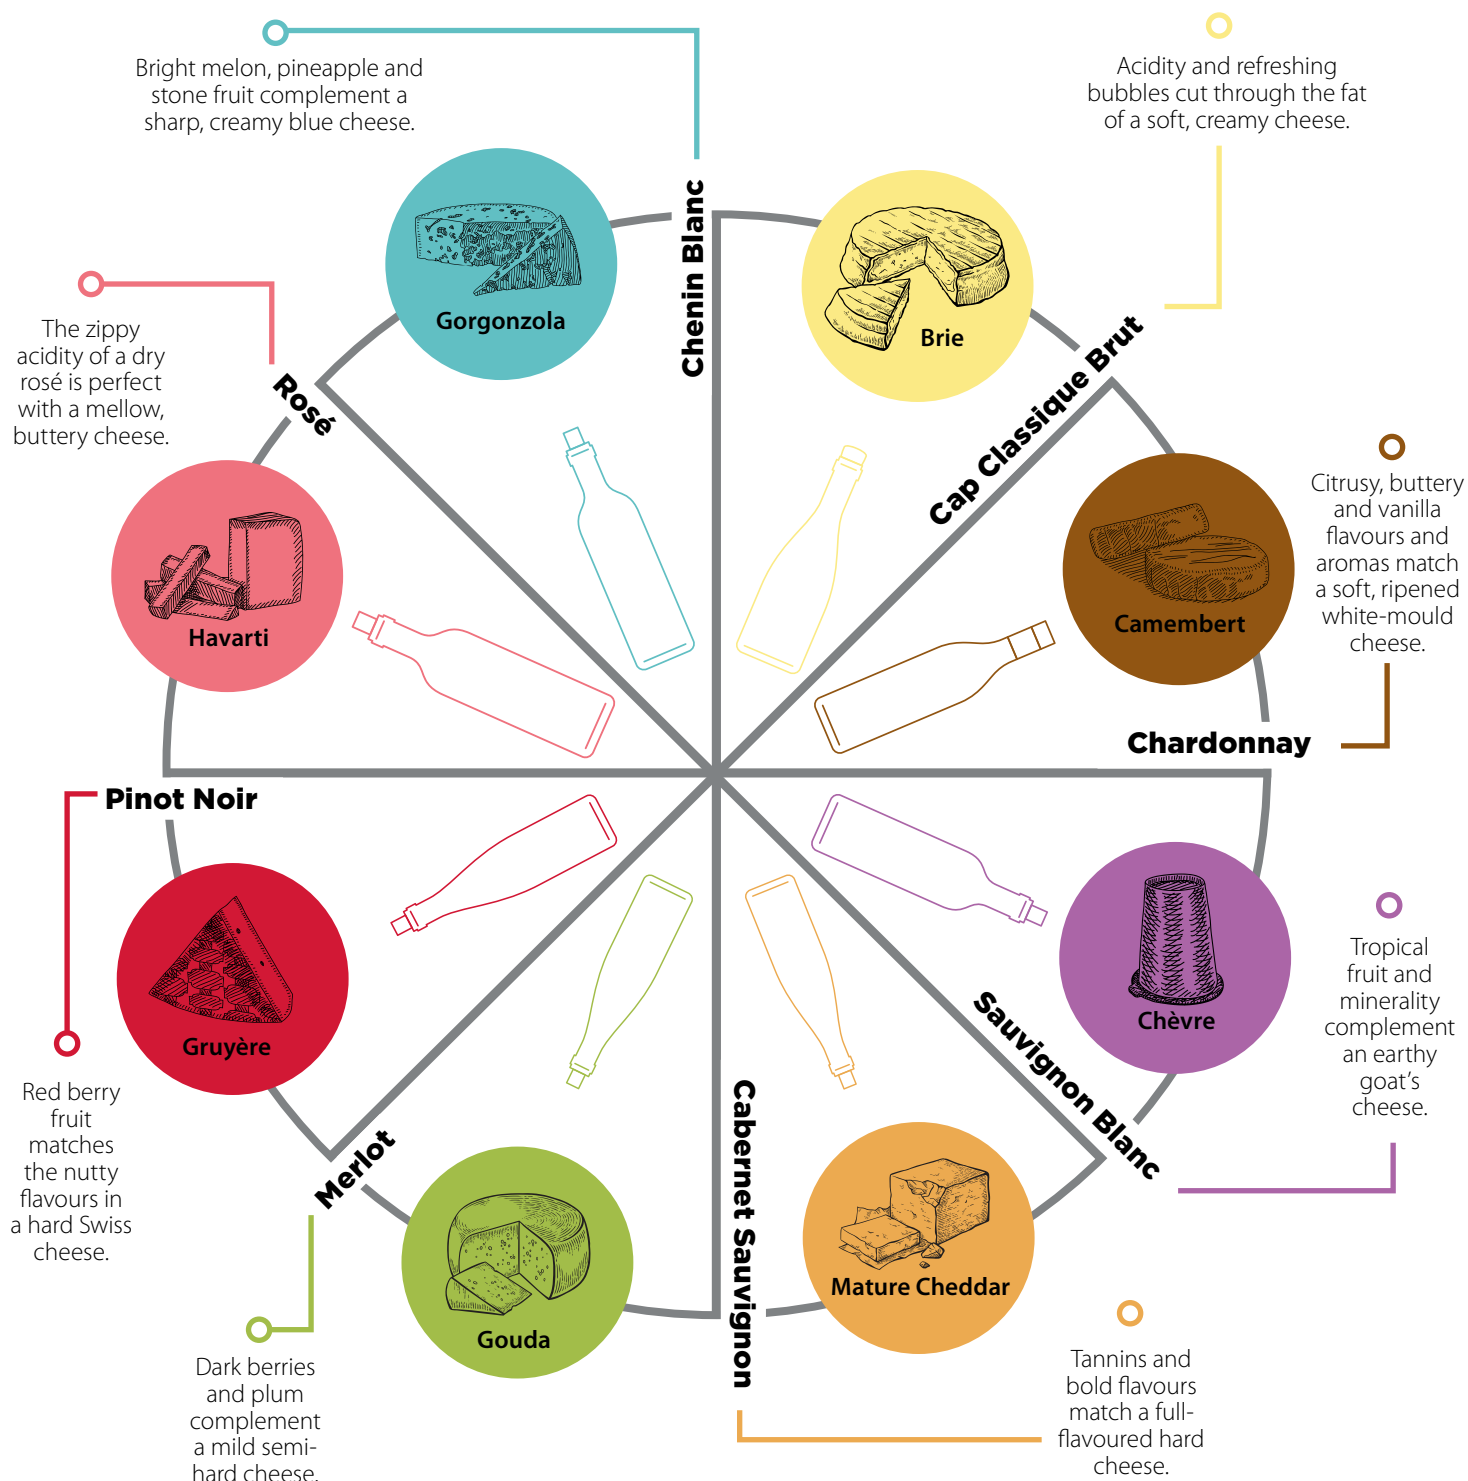 Bright melon, pineapple and
stone fruit complement a
sharp, creamy blue cheese.
Acidity and refreshing
bubbles cut through the fat
of a soft, creamy cheese.
Chenin Blanc
Gorgonzola
Brie
Cap Classique Brut
The zippy
acidity of a dry
rosé is perfect
with a mellow,
buttery cheese.
Rosé
Havarti
Camembert
Citrusy, buttery
and vanilla
flavours and
aromas match
a soft, ripened
white-mould
cheese.
Chardonnay
Pinot Noir
Gruyère
Red berry
fruit
matches
the nutty
flavours in
a hard Swiss
cheese.
Chèvre
Sauvignon Blanc
Tropical
fruit and
minerality
complement
an earthy
goat's
cheese.
Merlot
Gouda
Dark berries
and plum
complement
a mild semi-
hard cheese.
Cabernet Sauvignon
Mature Cheddar
Tannins and
bold flavours
match a full-
flavoured hard
cheese.